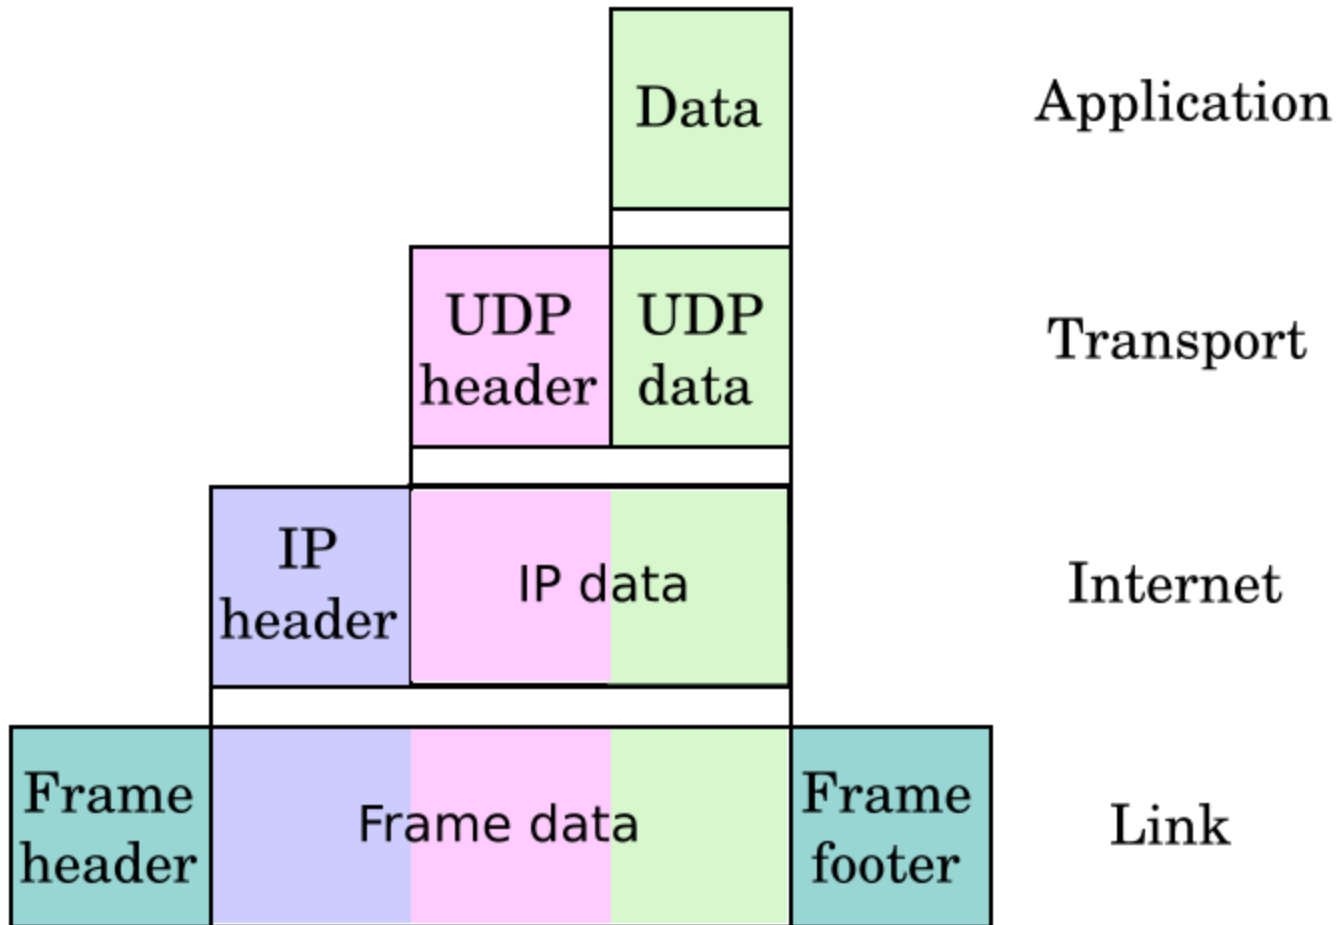 Data
Application
UDP
header
UDP
data
Transport
IP
header
IP data
Internet
Frame
header
Frame data
Frame
footer
Link